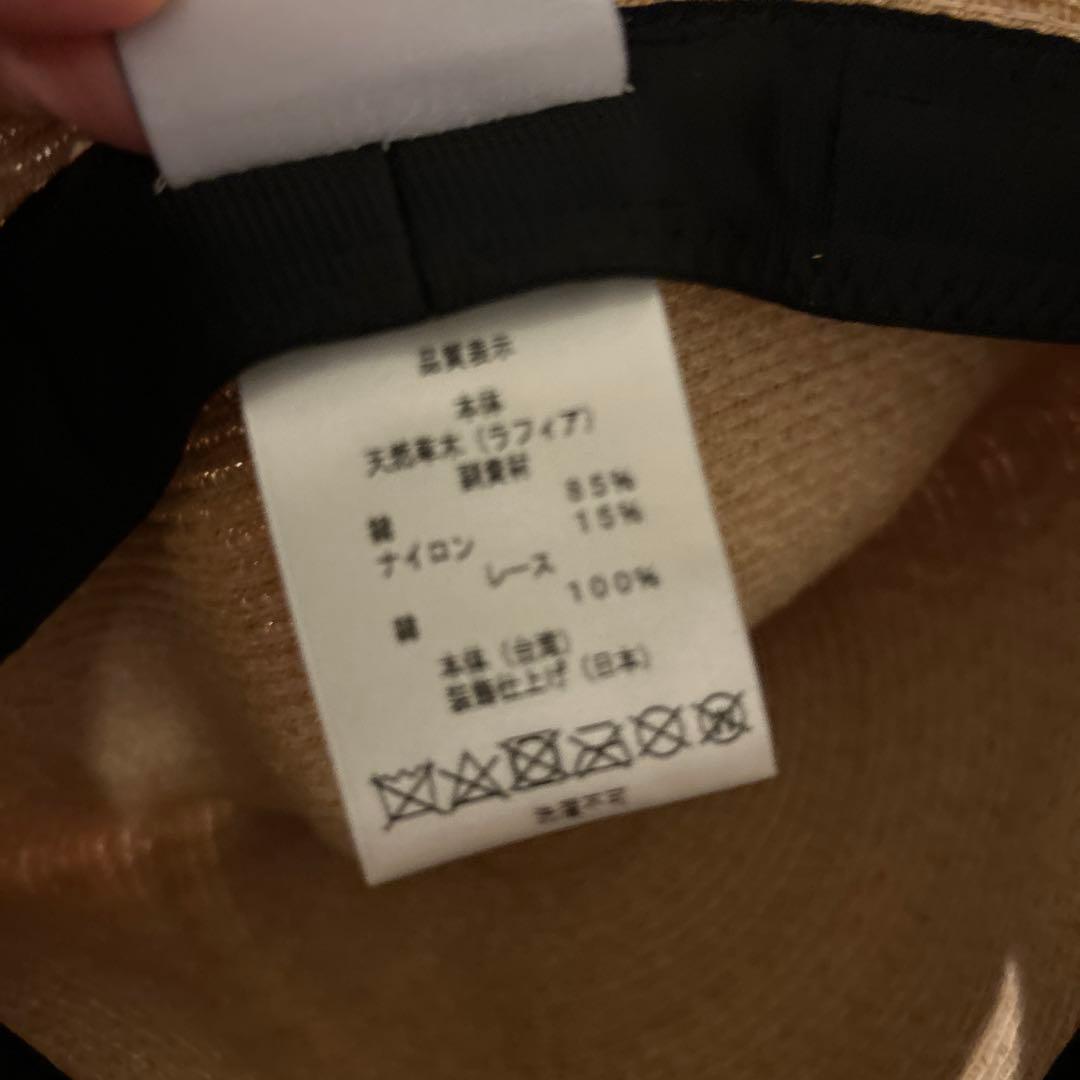 品質表示
本体
天然草木（ラフィア）
綿 85%
ナイロン 15%
レース
綿 100%
本体（台湾）
装飾仕上げ（日本）
洗濯不可